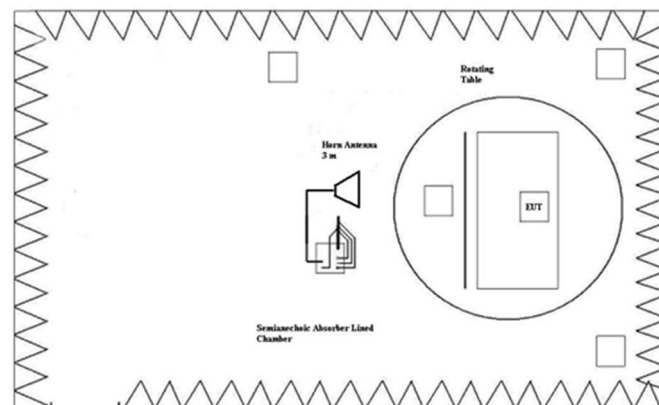 Rotating
Table
Horn Antenna
3 m
EUT
Semianechoic Absorber Lined
Chamber